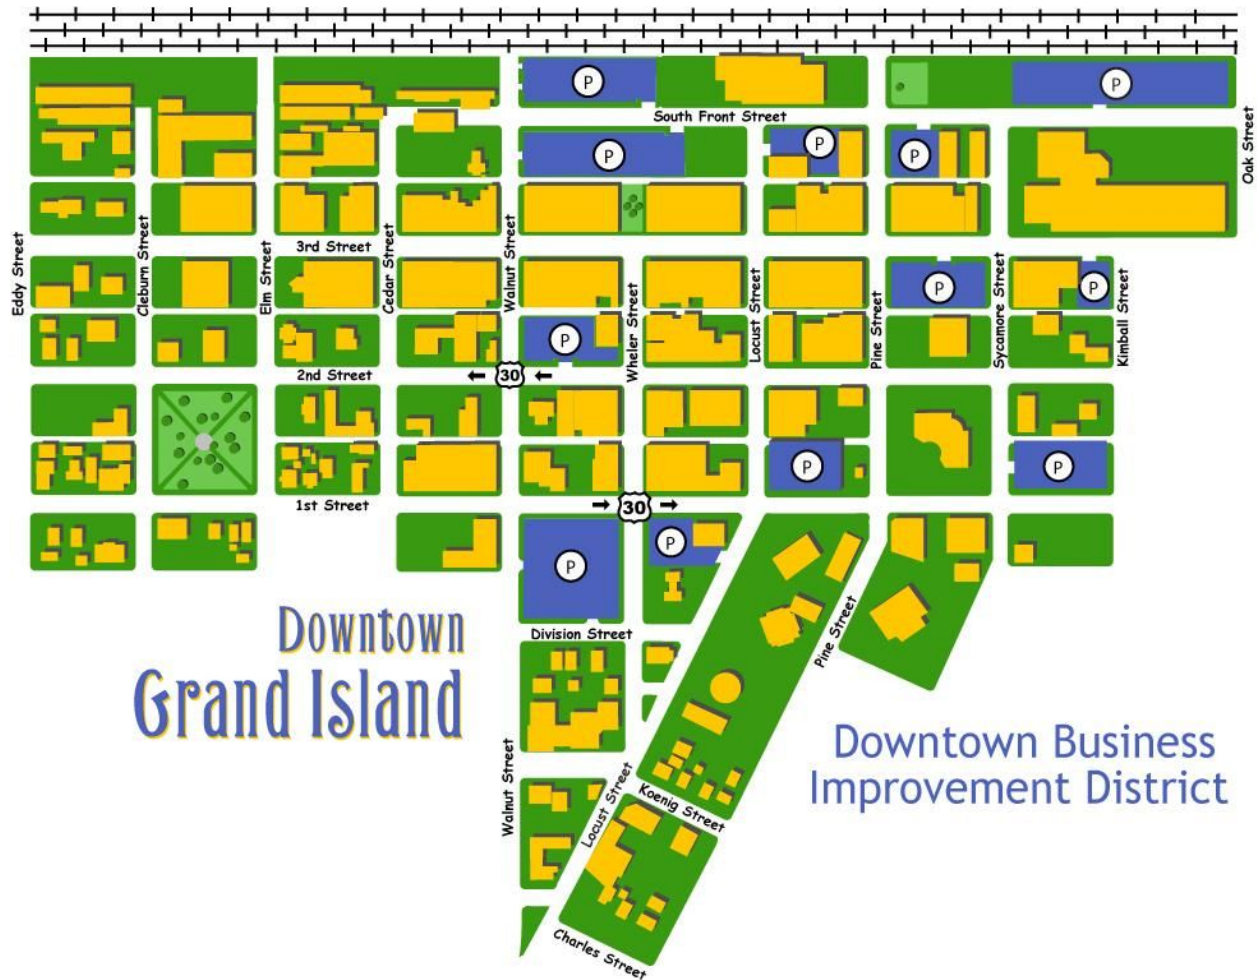 P
P
South Front Street
P
P
P
Oak Street
3rd Street
Eddy Street
Cleburn Street
Elm Street
Cedar Street
Walnut Street
Wheler Street
Locust Street
Pine Street
Sycamore Street
Kimball Street
P
P
P
2nd Street
30
P
P
1st Street
30
P
P
Division Street
Pine Street
Downtown
Grand Island
Downtown Business
Improvement District
Walnut Street
Locust Street
Koenig Street
Charles Street